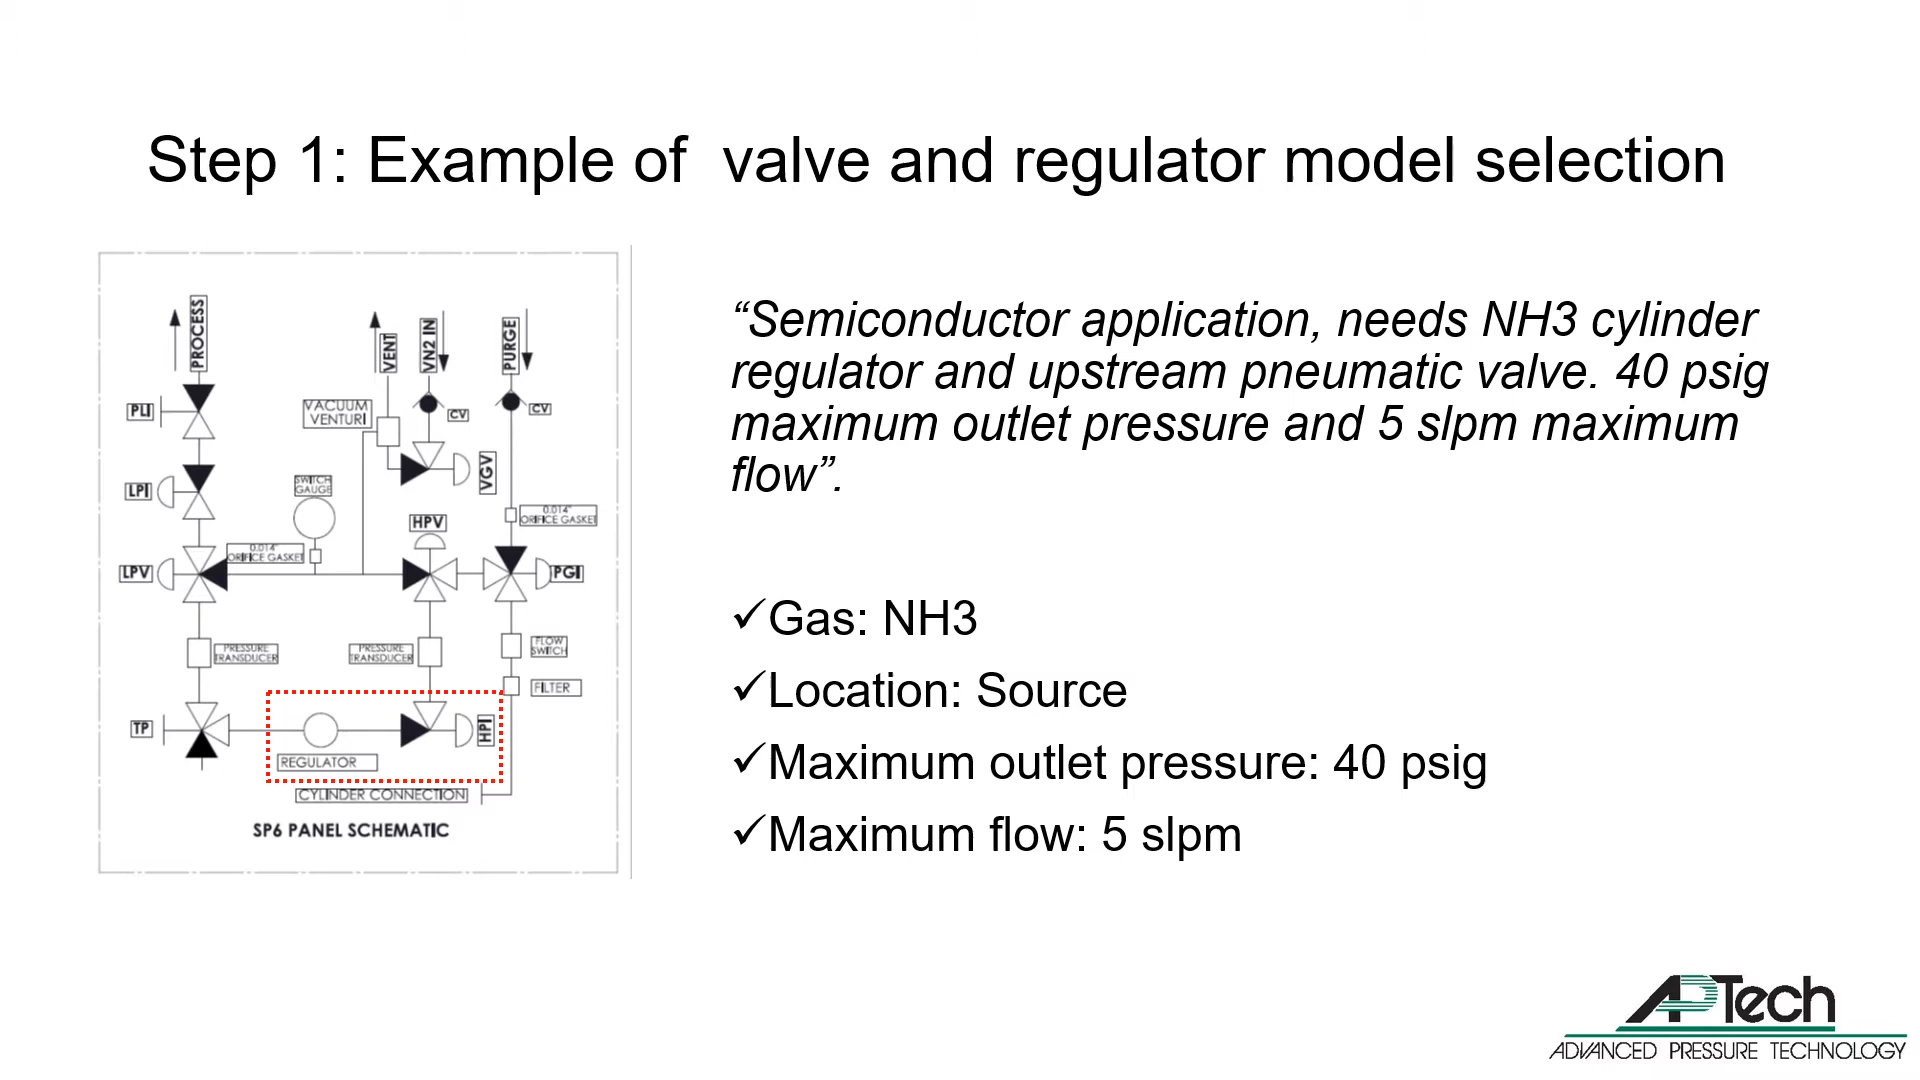 Step 1: Example of  valve and regulator model selection
PROCESS
VENT
VN2 IN
PURGE
PLI
VACUUM
VENTURI
CV
CV
LPI
SWITCH
GAUGE
VGV
HPV
0.014"
ORIFICE GASKET
0.014"
ORIFICE GASKET
LPV
PGI
PRESSURE
TRANSDUCER
PRESSURE
TRANSDUCER
FLOW
SWITCH
FILTER
TP
HPI
REGULATOR
CYLINDER CONNECTION
SP6 PANEL SCHEMATIC
“Semiconductor application, needs NH3 cylinder
regulator and upstream pneumatic valve. 40 psig
maximum outlet pressure and 5 slpm maximum
flow”.
✓Gas: NH3
✓Location: Source
✓Maximum outlet pressure: 40 psig
✓Maximum flow: 5 slpm
APTech
ADVANCED PRESSURE TECHNOLOGY